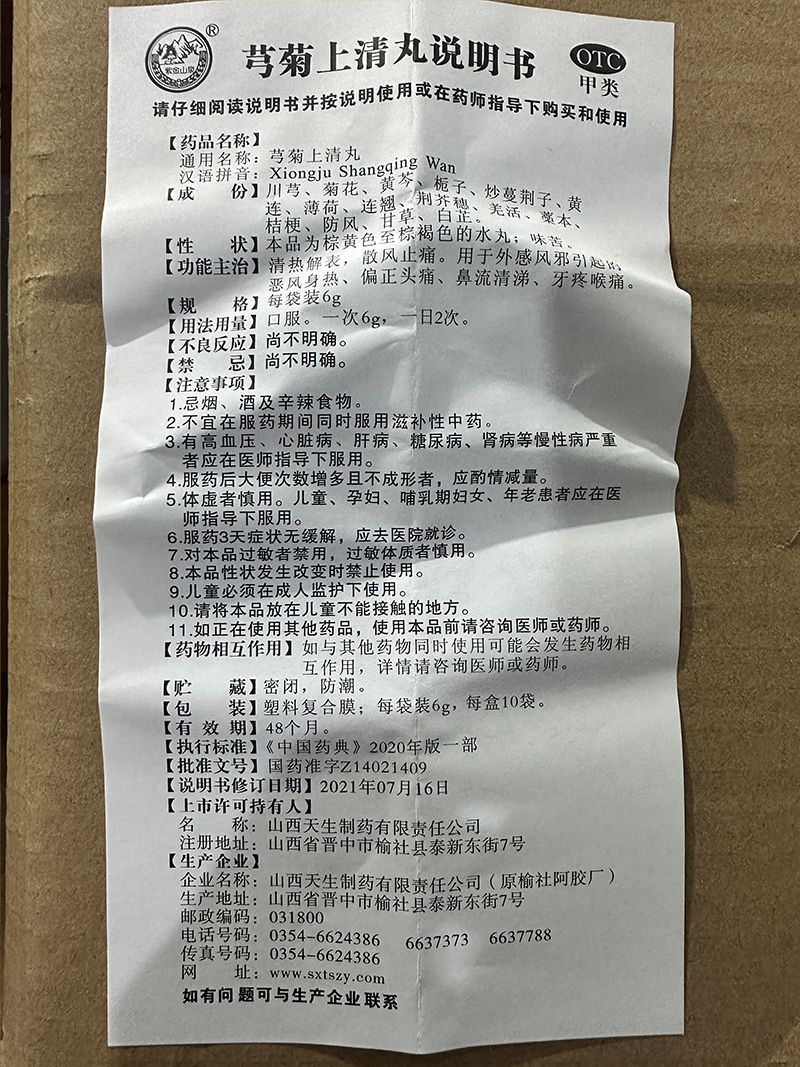 紫金山泉
®
芎菊上清丸说明书
OTC
甲类
请仔细阅读说明书并按说明使用或在药师指导下购买和使用
【药品名称】
通用名称：芎菊上清丸
汉语拼音：Xiongju Shangqing Wan
【成　　份】川芎、菊花、黄芩、栀子、炒蔓荆子、黄
连、薄荷、连翘、荆芥穗、羌活、藁本、
桔梗、防风、甘草、白芷。
【性　　状】本品为棕黄色至棕褐色的水丸；味苦。
【功能主治】清热解表，散风止痛。用于外感风邪引起的
恶风身热、偏正头痛、鼻流清涕、牙疼喉痛。
【规　　格】每袋装6g
【用法用量】口服。一次6g，一日2次。
【不良反应】尚不明确。
【禁　　忌】尚不明确。
【注意事项】
1.忌烟、酒及辛辣食物。
2.不宜在服药期间同时服用滋补性中药。
3.有高血压、心脏病、肝病、糖尿病、肾病等慢性病严重
者应在医师指导下服用。
4.服药后大便次数增多且不成形者，应酌情减量。
5.体虚者慎用。儿童、孕妇、哺乳期妇女、年老患者应在医
师指导下服用。
6.服药3天症状无缓解，应去医院就诊。
7.对本品过敏者禁用，过敏体质者慎用。
8.本品性状发生改变时禁止使用。
9.儿童必须在成人监护下使用。
10.请将本品放在儿童不能接触的地方。
11.如正在使用其他药品，使用本品前请咨询医师或药师。
【药物相互作用】如与其他药物同时使用可能会发生药物相
互作用，详情请咨询医师或药师。
【贮　　藏】密闭，防潮。
【包　　装】塑料复合膜；每袋装6g，每盒10袋。
【有 效 期】48个月。
【执行标准】《中国药典》2020年版一部
【批准文号】国药准字Z14021409
【说明书修订日期】2021年07月16日
【上市许可持有人】
名　　称：山西天生制药有限责任公司
注册地址：山西省晋中市榆社县泰新东街7号
【生产企业】
企业名称：山西天生制药有限责任公司（原榆社阿胶厂）
生产地址：山西省晋中市榆社县泰新东街7号
邮政编码：031800
电话号码：0354-6624386 6637373 6637788
传真号码：0354-6624386
网　　址：www.sxtszy.com
如有问题可与生产企业联系